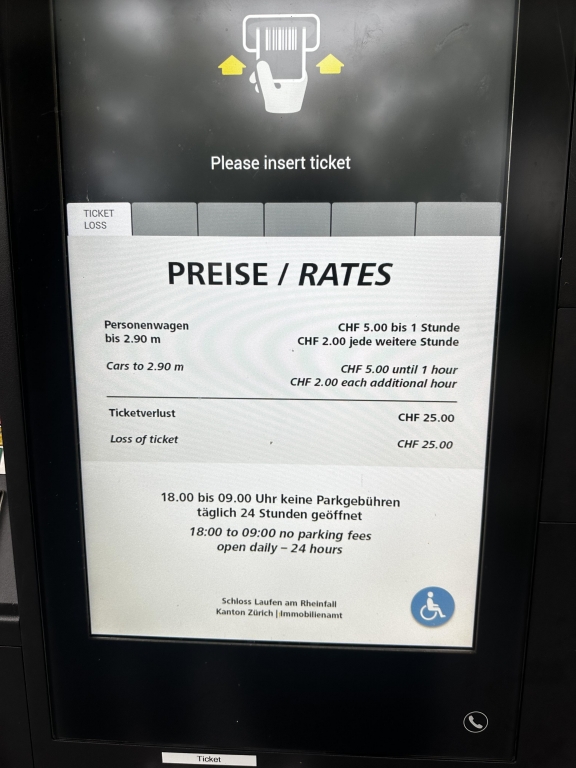 Please insert ticket
TICKET
LOSS
PREISE / RATES
Personenwagen
bis 2.90 m
CHF 5.00 bis 1 Stunde
CHF 2.00 jede weitere Stunde
Cars to 2.90 m
CHF 5.00 until 1 hour
CHF 2.00 each additional hour
Ticketverlust
CHF 25.00
Loss of ticket
CHF 25.00
18.00 bis 09.00 Uhr keine Parkgebühren
täglich 24 Stunden geöffnet
18:00 to 09:00 no parking fees
open daily – 24 hours
Schloss Laufen am Rheinfall
Kanton Zürich | Immobilienamt
Ticket